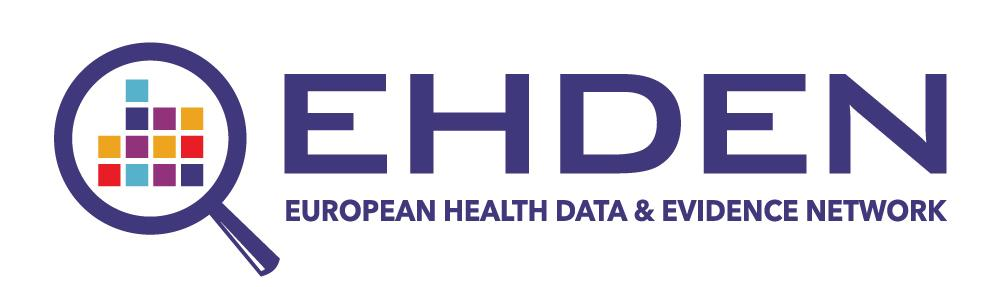 EHDEN
EUROPEAN HEALTH DATA & EVIDENCE NETWORK